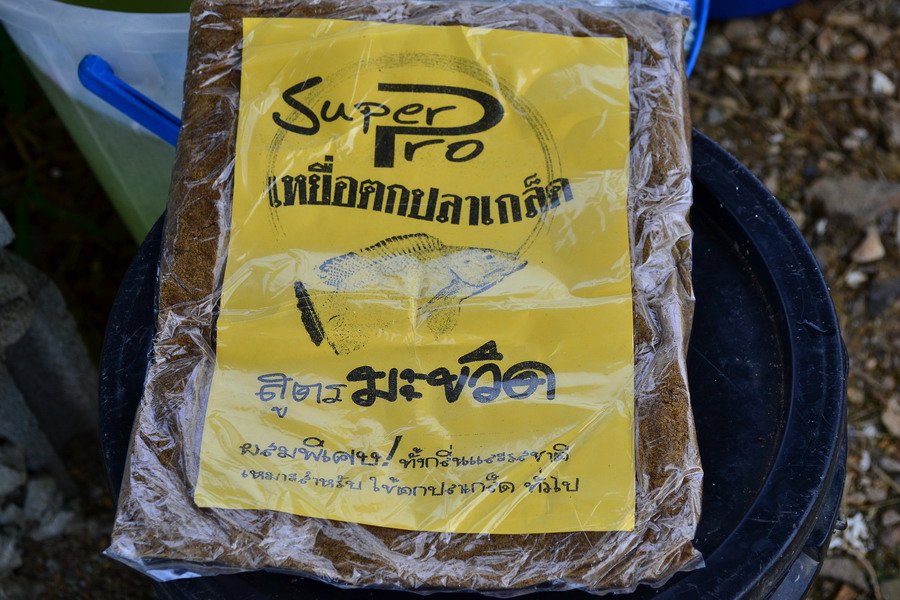 Super Pro
เหยื่อตกปลาเกล็ด
สูตร มะขวิด
ผสมพิเศษ! ทั้งกลิ่นและรสชาติ
เหมาะสำหรับ ใช้ตกปลาเกล็ด ทั่วไป